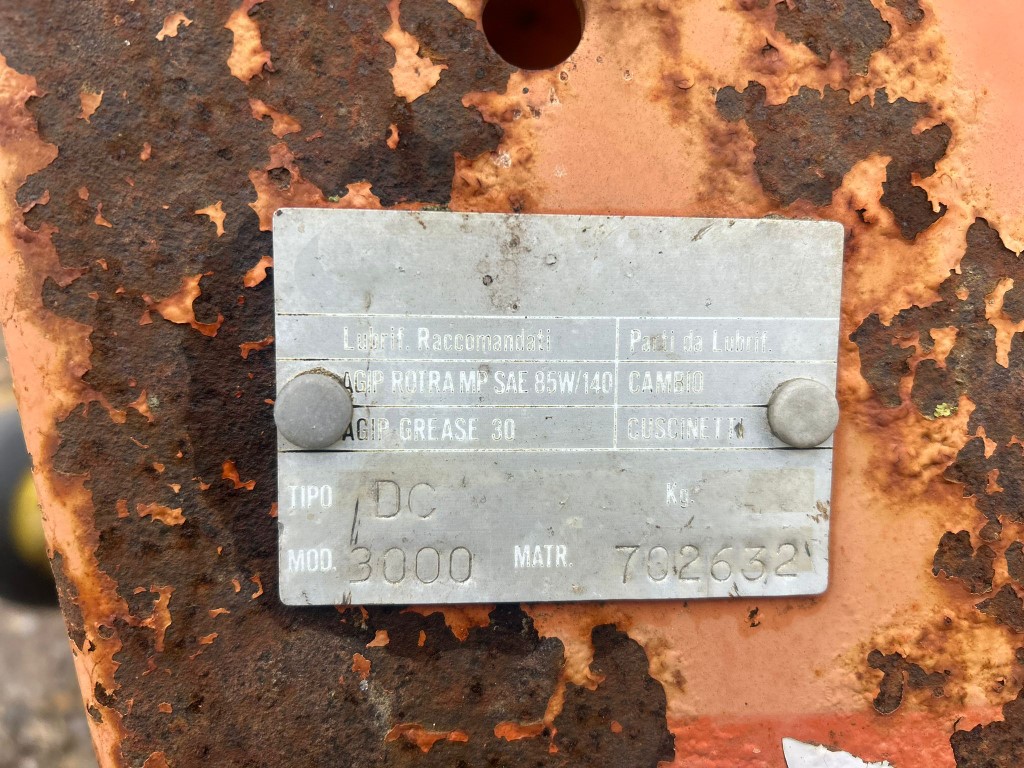 Lubrif. Raccomandati Parti da Lubrif.
AGIP ROTRA MP SAE 85W/140 CAMBIO
AGIP GREASE 30 CUSCINETTI
TIPO DC Kg.
MOD. 3000 MATR. 702632